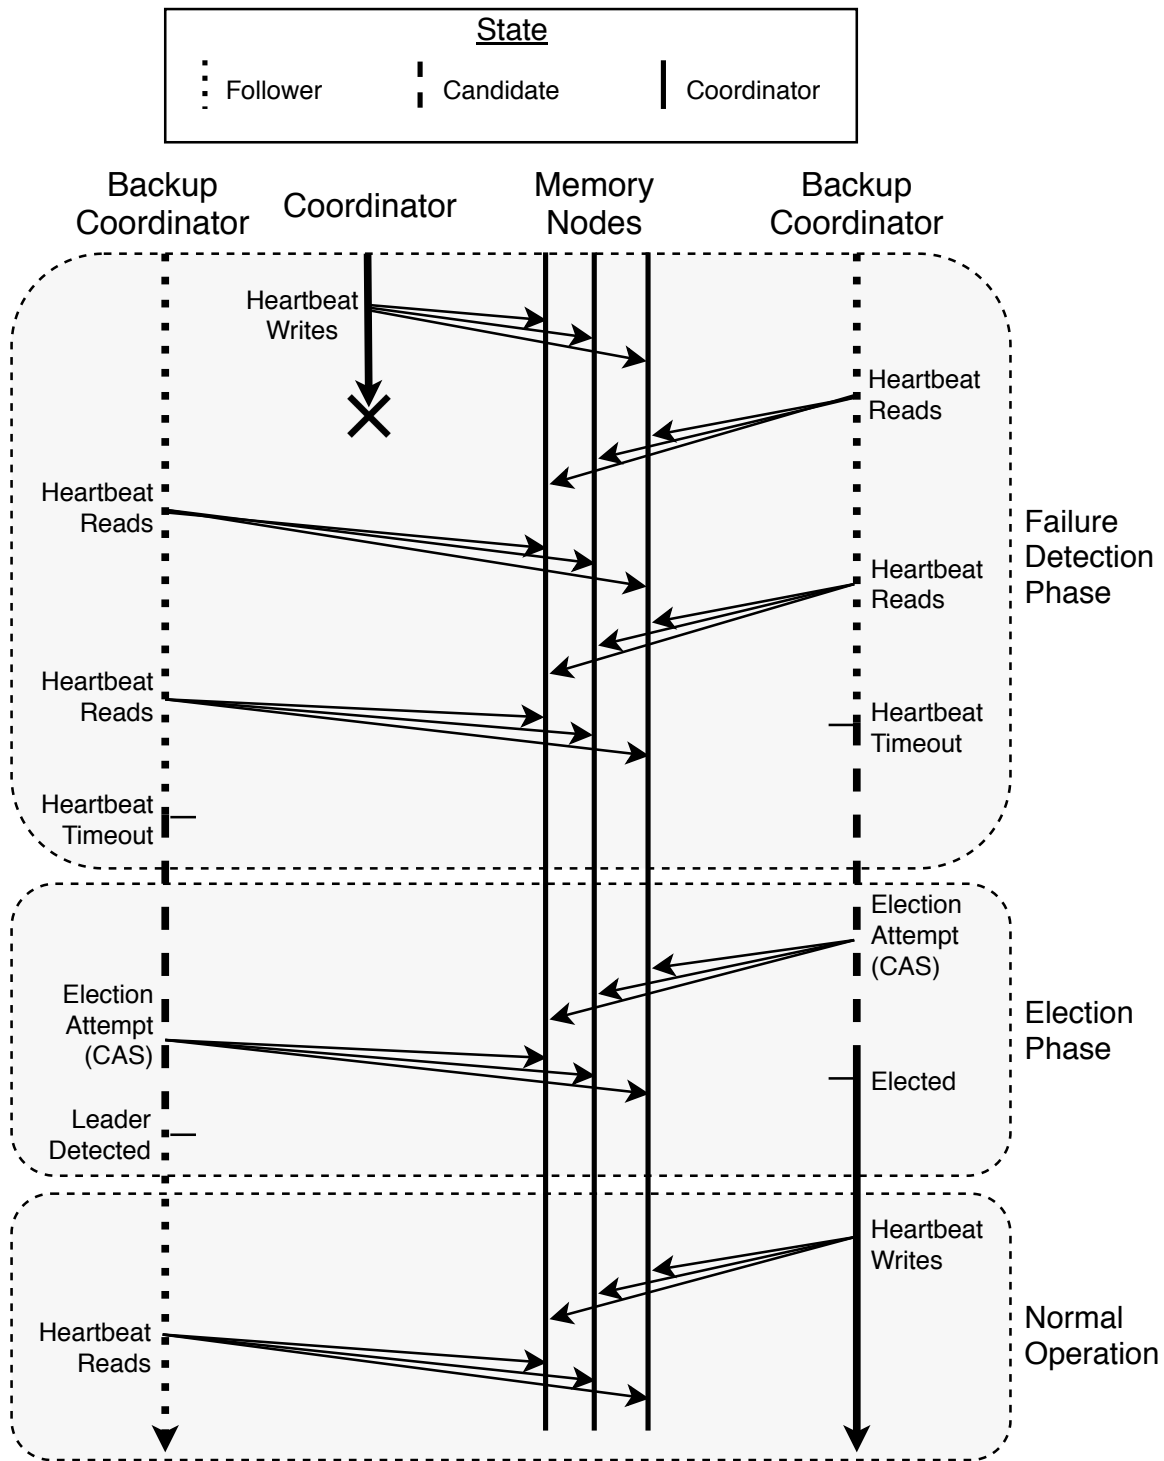 State
Follower
Candidate
Coordinator
Backup
Coordinator
Coordinator
Memory
Nodes
Backup
Coordinator
Heartbeat
Writes
Heartbeat
Reads
Heartbeat
Reads
Failure
Detection
Phase
Heartbeat
Reads
Heartbeat
Reads
Heartbeat
Timeout
Heartbeat
Timeout
Election
Attempt
(CAS)
Election
Attempt
(CAS)
Election
Phase
Elected
Leader
Detected
Heartbeat
Writes
Heartbeat
Reads
Normal
Operation